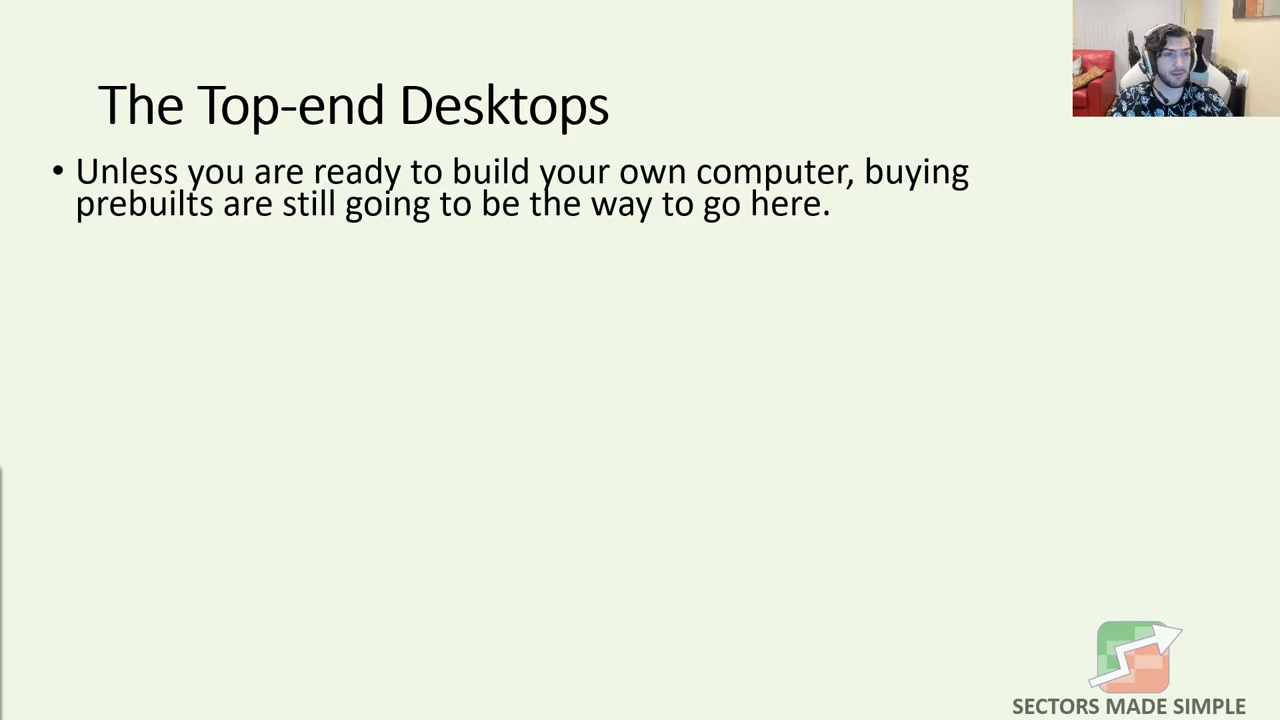 The Top-end Desktops
• Unless you are ready to build your own computer, buying
prebuilts are still going to be the way to go here.
SECTORS MADE SIMPLE